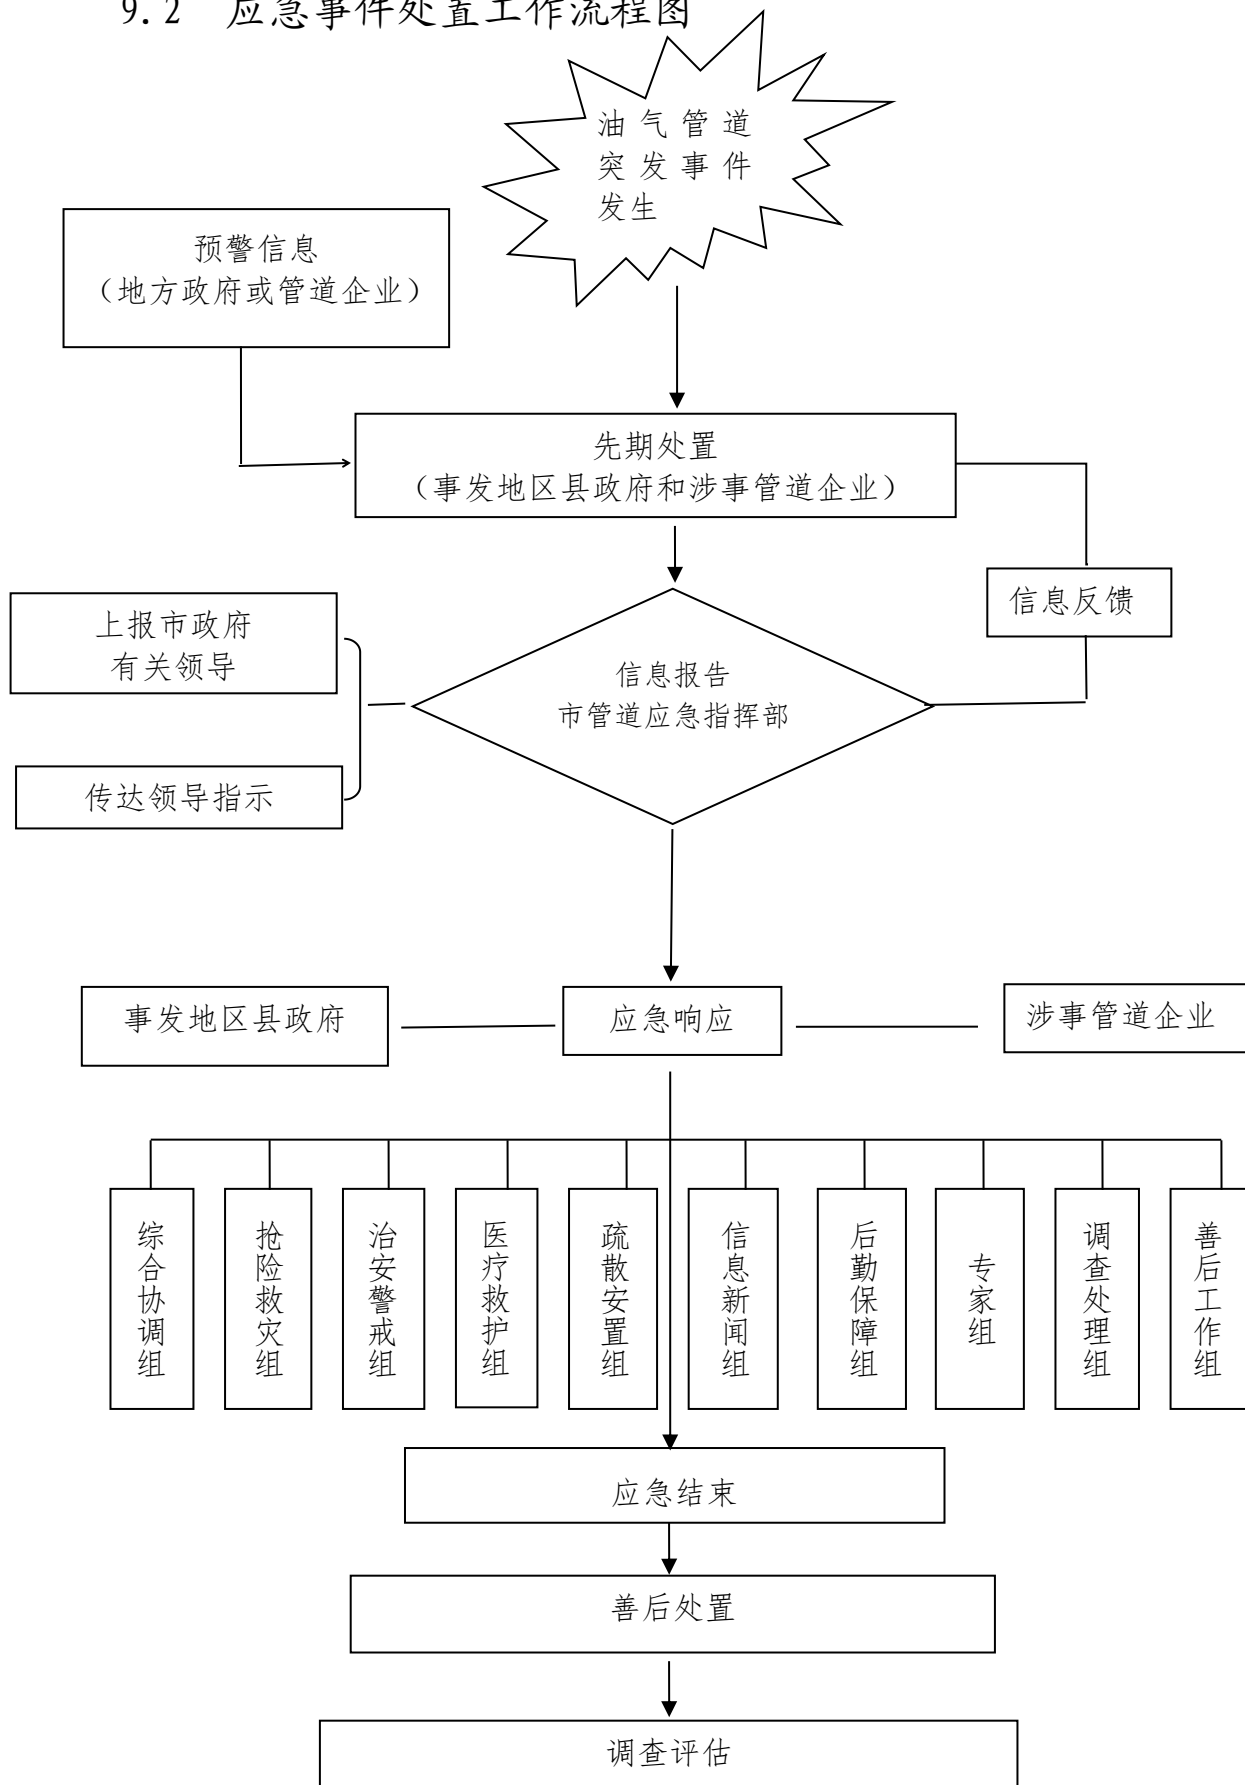 9.2 应急事件处置工作流程图
油气管道
突发事件
发生
预警信息
（地方政府或管道企业）
先期处置
（事发地区县政府和涉事管道企业）
信息反馈
上报市政府
有关领导
信息报告
市管道应急指挥部
传达领导指示
事发地区县政府
应急响应
涉事管道企业
综合协调组
抢险救灾组
治安警戒组
医疗救护组
疏散安置组
信息新闻组
后勤保障组
专家组
调查处理组
善后工作组
应急结束
善后处置
调查评估